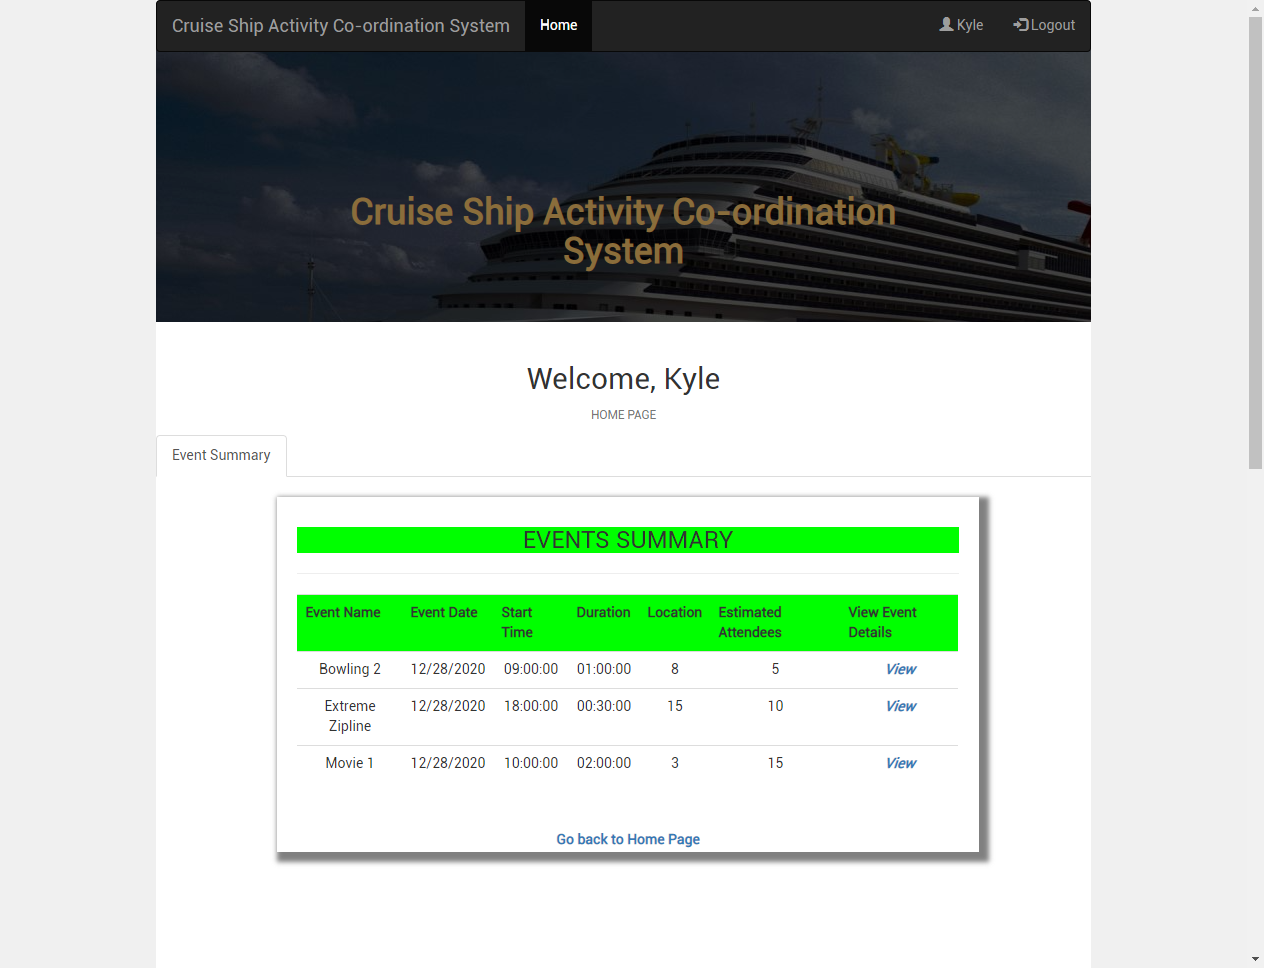 Cruise Ship Activity Co-ordination System Home Kyle Logout
Cruise Ship Activity Co-ordination
System
Welcome, Kyle
HOME PAGE
Event Summary
EVENTS SUMMARY
Event Name Event Date Start Time Duration Location Estimated Attendees View Event Details
Bowling 2 12/28/2020 09:00:00 01:00:00 8 5 View
Extreme Zipline 12/28/2020 18:00:00 00:30:00 15 10 View
Movie 1 12/28/2020 10:00:00 02:00:00 3 15 View
Go back to Home Page